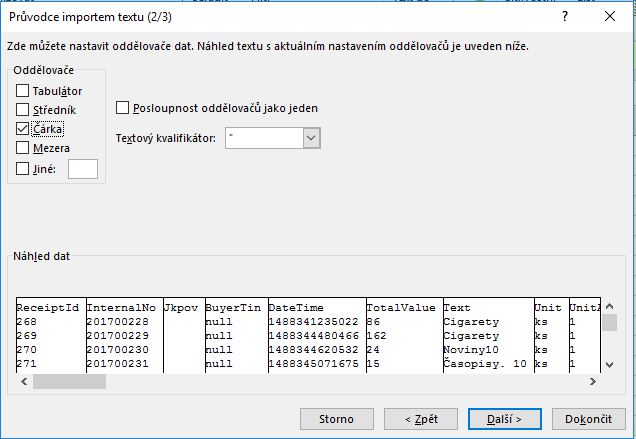 Průvodce importem textu (2/3)
?
Zde můžete nastavit oddělovače dat. Náhled textu s aktuálním nastavením oddělovačů je uveden níže.
Oddělovače
Tabulátor
Středník
Čárka
Mezera
Jiné:
Posloupnost oddělovačů jako jeden
Textový kvalifikátor: "
Náhled dat
ReceiptId InternalNo Jkpov BuyerTin DateTime TotalValue Text Unit Unit
268 201700228 null 1488341235022 86 Cigarety ks 1
269 201700229 null 1488344480466 162 Cigarety ks 1
270 201700230 null 1488344620532 24 Noviny10 ks 1
271 201700231 null 1488345071675 15 Časopisy. 10 ks 1
Storno < Zpět Další > Dokončit